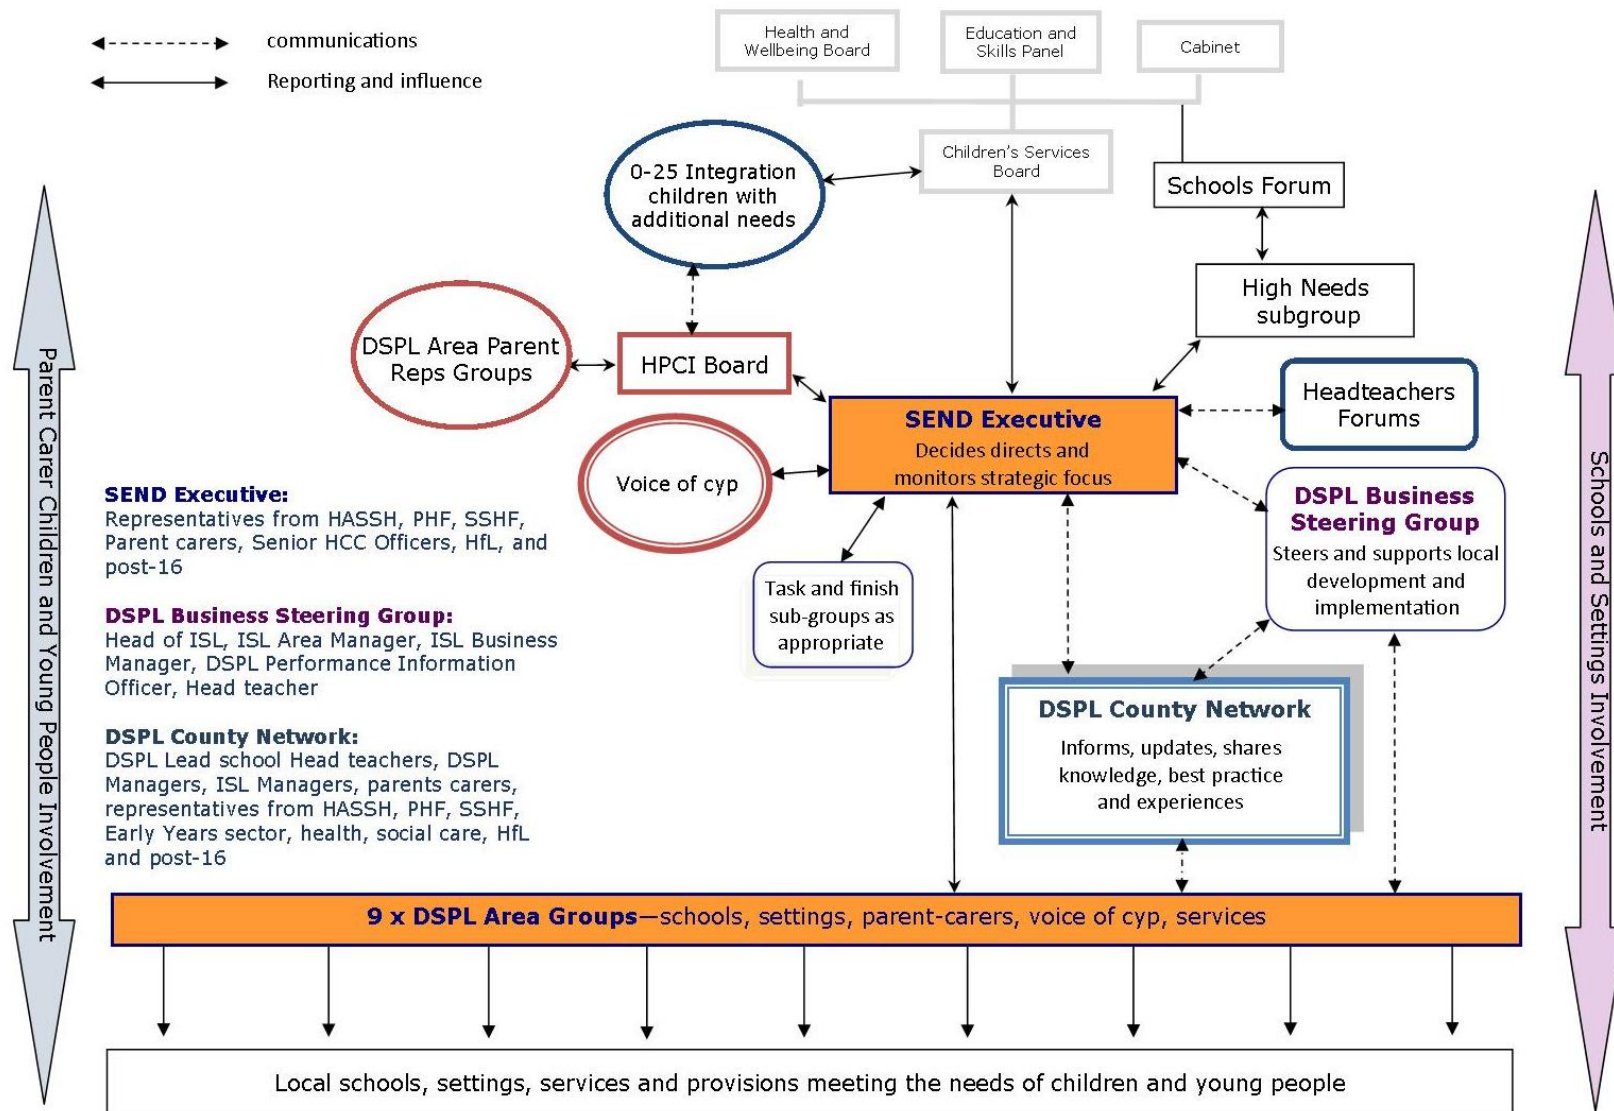 communications
Reporting and influence
Health and
Wellbeing Board
Education and
Skills Panel
Cabinet
Children's Services
Board
0-25 Integration
children with
additional needs
Schools Forum
High Needs
subgroup
DSPL Area Parent
Reps Groups
HPCI Board
SEND Executive
Decides directs and
monitors strategic focus
Headteachers
Forums
Voice of cyp
DSPL Business
Steering Group
Steers and supports local
development and
implementation
Task and finish
sub-groups as
appropriate
DSPL County Network
Informs, updates, shares
knowledge, best practice
and experiences
Parent Carer Children and Young People Involvement
SEND Executive:
Representatives from HASSH, PHF, SSHF,
Parent carers, Senior HCC Officers, HfL, and
post-16
DSPL Business Steering Group:
Head of ISL, ISL Area Manager, ISL Business
Manager, DSPL Performance Information
Officer, Head teacher
DSPL County Network:
DSPL Lead school Head teachers, DSPL
Managers, ISL Managers, parents carers,
representatives from HASSH, PHF, SSHF,
Early Years sector, health, social care, HfL
and post-16
Schools and Settings Involvement
9 x DSPL Area Groups—schools, settings, parent-carers, voice of cyp, services
Local schools, settings, services and provisions meeting the needs of children and young people